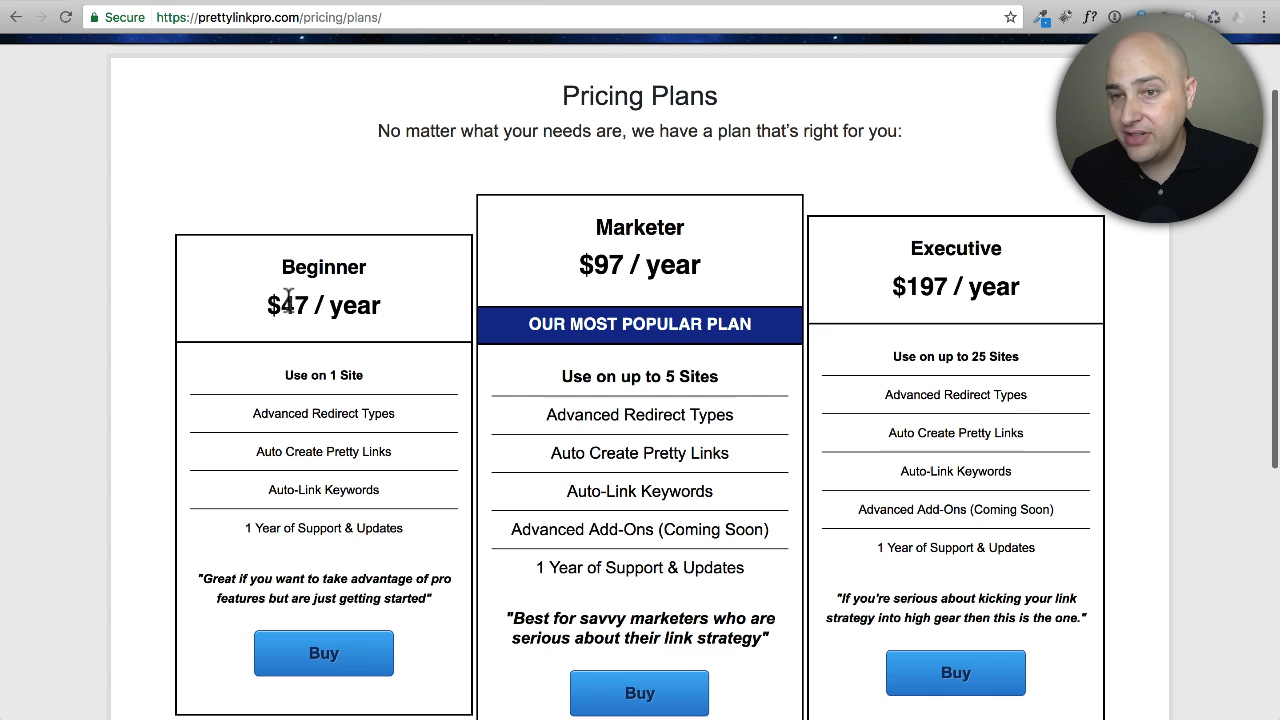 Secure
https://prettylinkpro.com/pricing/plans/
f?
Pricing Plans
No matter what your needs are, we have a plan that’s right for you:
Beginner
$47 / year
Use on 1 Site
Advanced Redirect Types
Auto Create Pretty Links
Auto-Link Keywords
1 Year of Support & Updates
"Great if you want to take advantage of pro
features but are just getting started"
Buy
Marketer
$97 / year
OUR MOST POPULAR PLAN
Use on up to 5 Sites
Advanced Redirect Types
Auto Create Pretty Links
Auto-Link Keywords
Advanced Add-Ons (Coming Soon)
1 Year of Support & Updates
"Best for savvy marketers who are
serious about their link strategy"
Buy
Executive
$197 / year
Use on up to 25 Sites
Advanced Redirect Types
Auto Create Pretty Links
Auto-Link Keywords
Advanced Add-Ons (Coming Soon)
1 Year of Support & Updates
"If you're serious about kicking your link
strategy into high gear then this is the one."
Buy